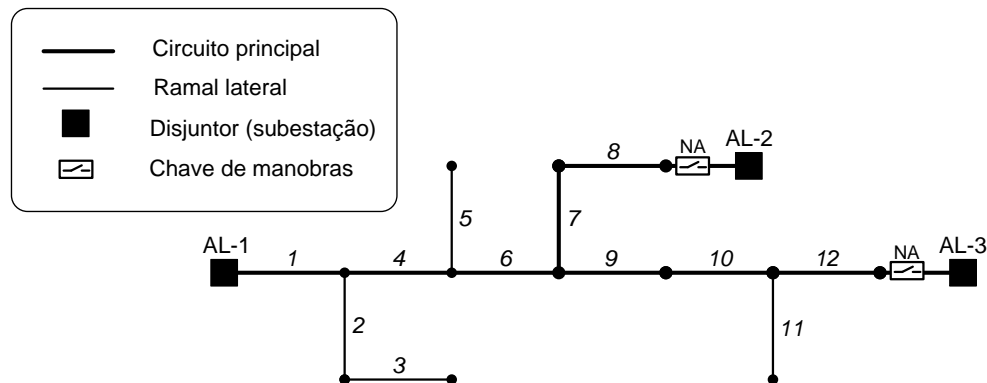 Circuito principal
Ramal lateral
Disjuntor (subestação)
Chave de manobras
NA
AL-2
8
5
7
AL-1
1
4
6
9
10
12
NA
AL-3
2
11
3